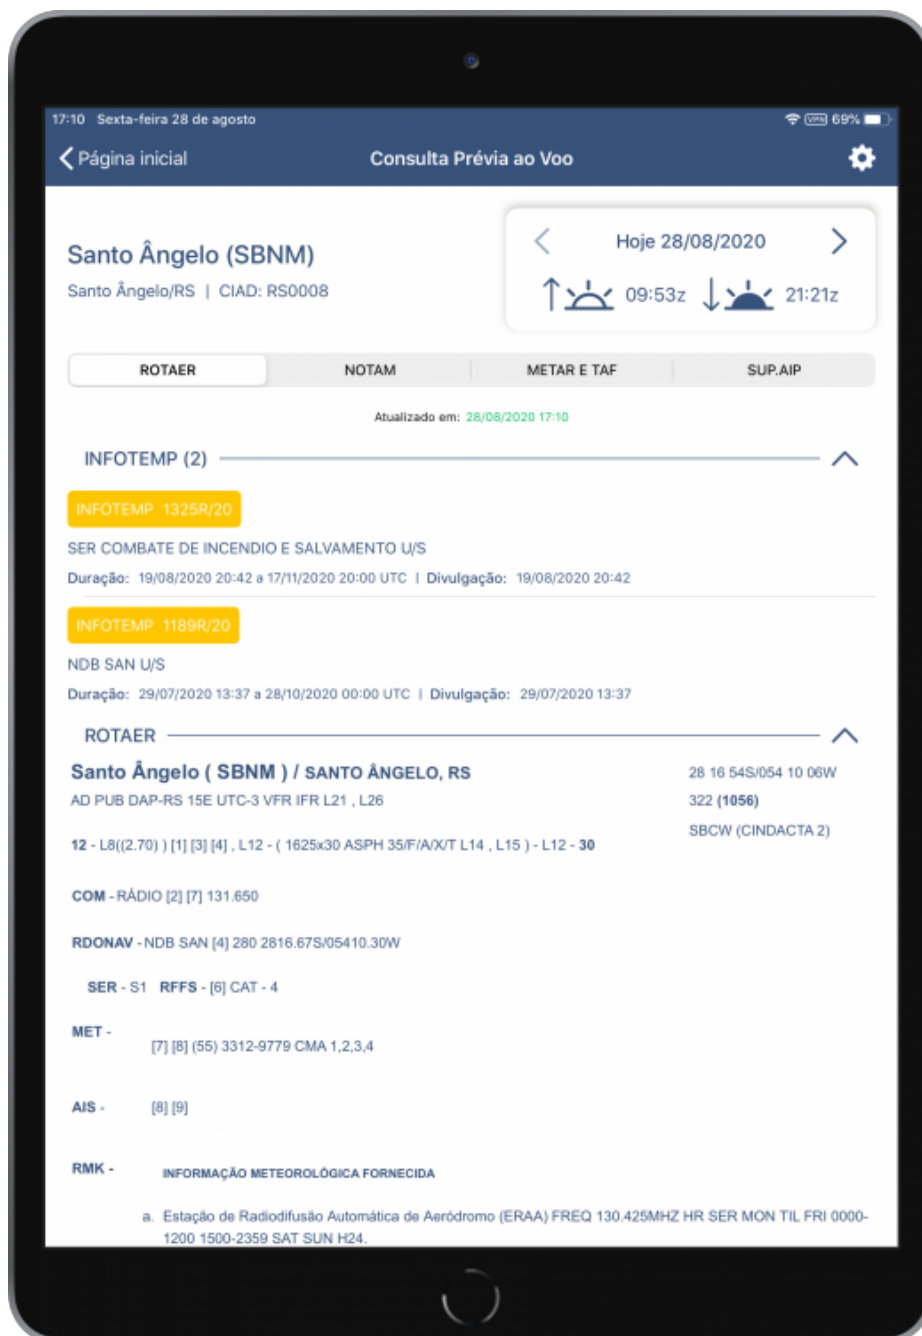 17:10 Sexta-feira 28 de agosto
VPN 69%
Página inicial
Consulta Prévia ao Voo
Santo Ângelo (SBNM)
Santo Ângelo/RS | CIAD: RS0008
Hoje 28/08/2020
09:53z 21:21z
ROTAER NOTAM METAR E TAF SUP.AIP
Atualizado em: 28/08/2020 17:10
INFOTEMP (2)
INFOTEMP 1325R/20
SER COMBATE DE INCENDIO E SALVAMENTO U/S
Duração: 19/08/2020 20:42 a 17/11/2020 20:00 UTC | Divulgação: 19/08/2020 20:42
INFOTEMP 1189R/20
NDB SAN U/S
Duração: 29/07/2020 13:37 a 28/10/2020 00:00 UTC | Divulgação: 29/07/2020 13:37
ROTAER
Santo Ângelo ( SBNM ) / SANTO ÂNGELO, RS 28 16 54S/054 10 06W
AD PUB DAP-RS 15E UTC-3 VFR IFR L21 , L26 322 (1056)
SBCW (CINDACTA 2)
12 - L8((2.70) ) [1] [3] [4] , L12 - ( 1625x30 ASPH 35/F/A/X/T L14 , L15 ) - L12 - 30
COM - RÁDIO [2] [7] 131.650
RDONAV - NDB SAN [4] 280 2816.67S/05410.30W
SER - S1 RFFS - [6] CAT - 4
MET -
[7] [8] (55) 3312-9779 CMA 1,2,3,4
AIS - [8] [9]
RMK - INFORMAÇÃO METEOROLÓGICA FORNECIDA
a. Estação de Radiodifusão Automática de Aeródromo (ERAA) FREQ 130.425MHZ HR SER MON TIL FRI 0000-
1200 1500-2359 SAT SUN H24.